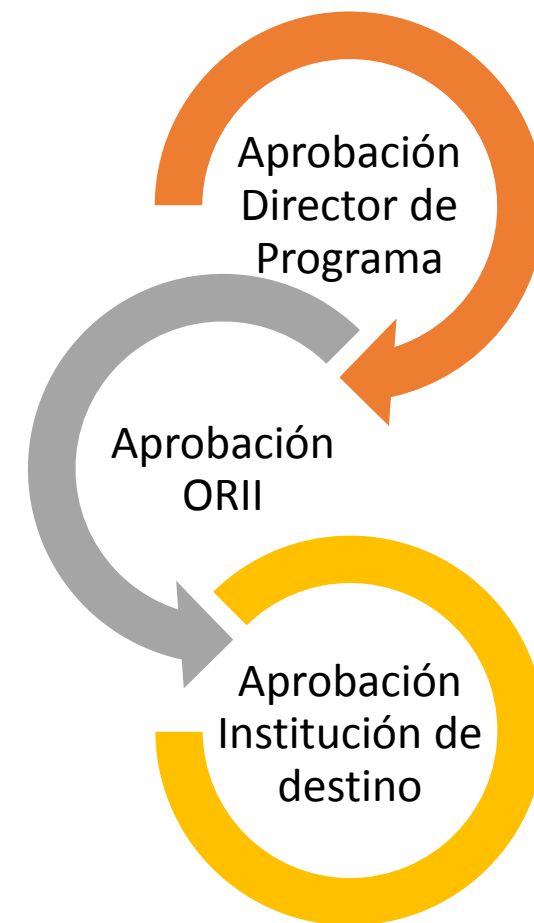 Aprobación
Director de
Programa
Aprobación
ORII
Aprobación
Institución de
destino